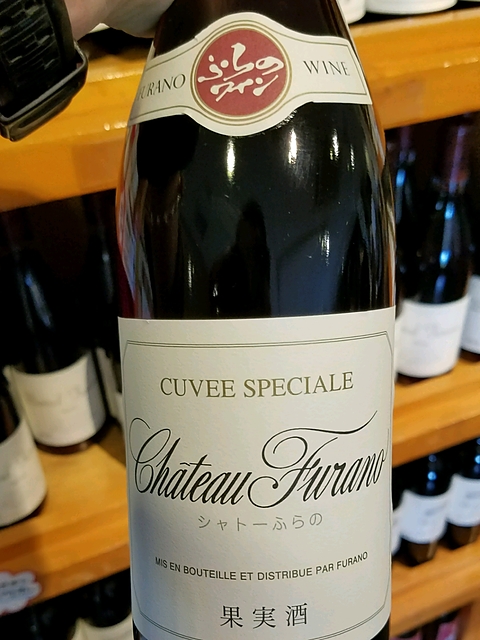 FURANO
ふらの
ワイン
WINE
CUVEE SPECIALE
Château Furano
シャトーふらの
MIS EN BOUTEILLE ET DISTRIBUE PAR FURANO
果実酒